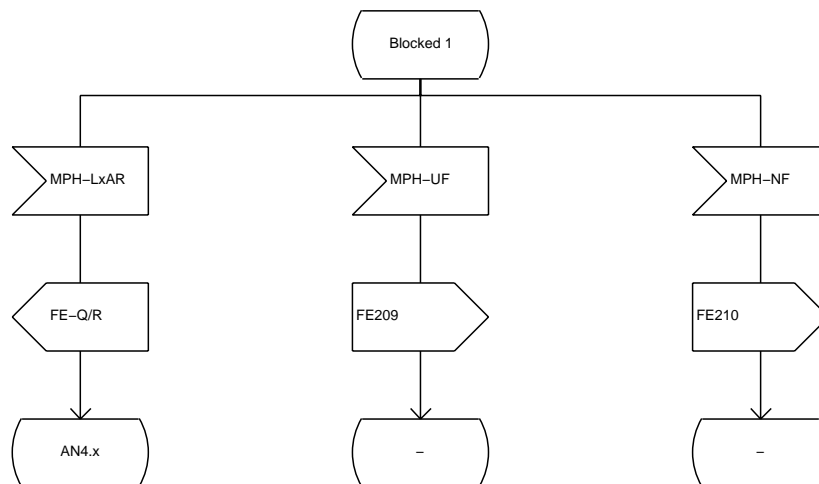 Blocked 1
MPH−LxAR
MPH−UF
MPH−NF
FE−Q/R
FE209
FE210
AN4.x
−
−